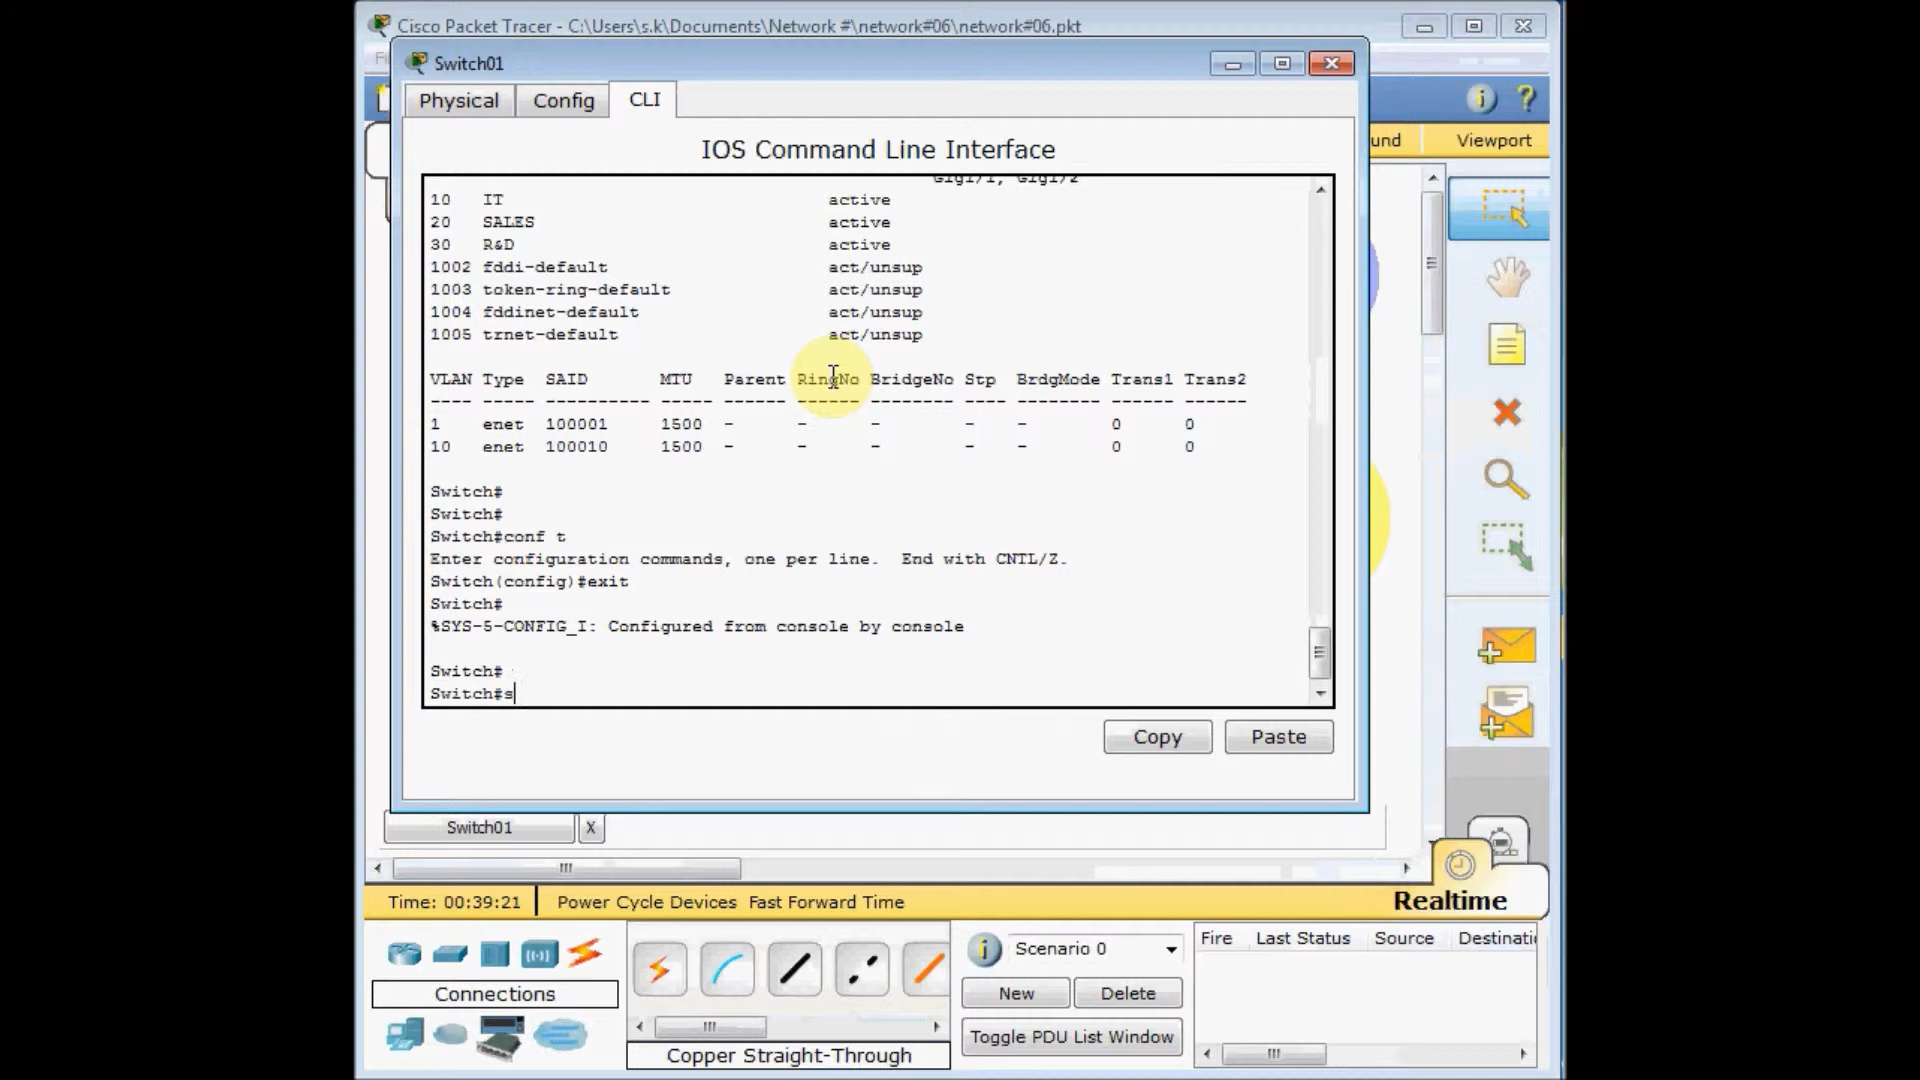 Cisco Packet Tracer - C:\Users\s.k\Documents\Network #\network#06\network#06.pkt
Switch01
Physical
Config
CLI
und
Viewport
IOS Command Line Interface
Gig1/1, Gig1/2
10 IT active
20 SALES active
30 R&D active
1002 fddi-default act/unsup
1003 token-ring-default act/unsup
1004 fddinet-default act/unsup
1005 trnet-default act/unsup
VLAN Type SAID MTU Parent RingNo BridgeNo Stp BrdgMode Trans1 Trans2
---- ----- ---------- ----- ------ ------ -------- ---- -------- ------ ------
1 enet 100001 1500 - - - - - 0 0
10 enet 100010 1500 - - - - - 0 0
Switch#
Switch#
Switch#conf t
Enter configuration commands, one per line. End with CNTL/Z.
Switch(config)#exit
Switch#
%SYS-5-CONFIG_I: Configured from console by console
Switch#
Switch#s
Copy
Paste
Switch01
X
Time: 00:39:21
Power Cycle Devices Fast Forward Time
Realtime
Connections
Copper Straight-Through
Scenario 0
New
Delete
Toggle PDU List Window
Fire Last Status Source Destinati